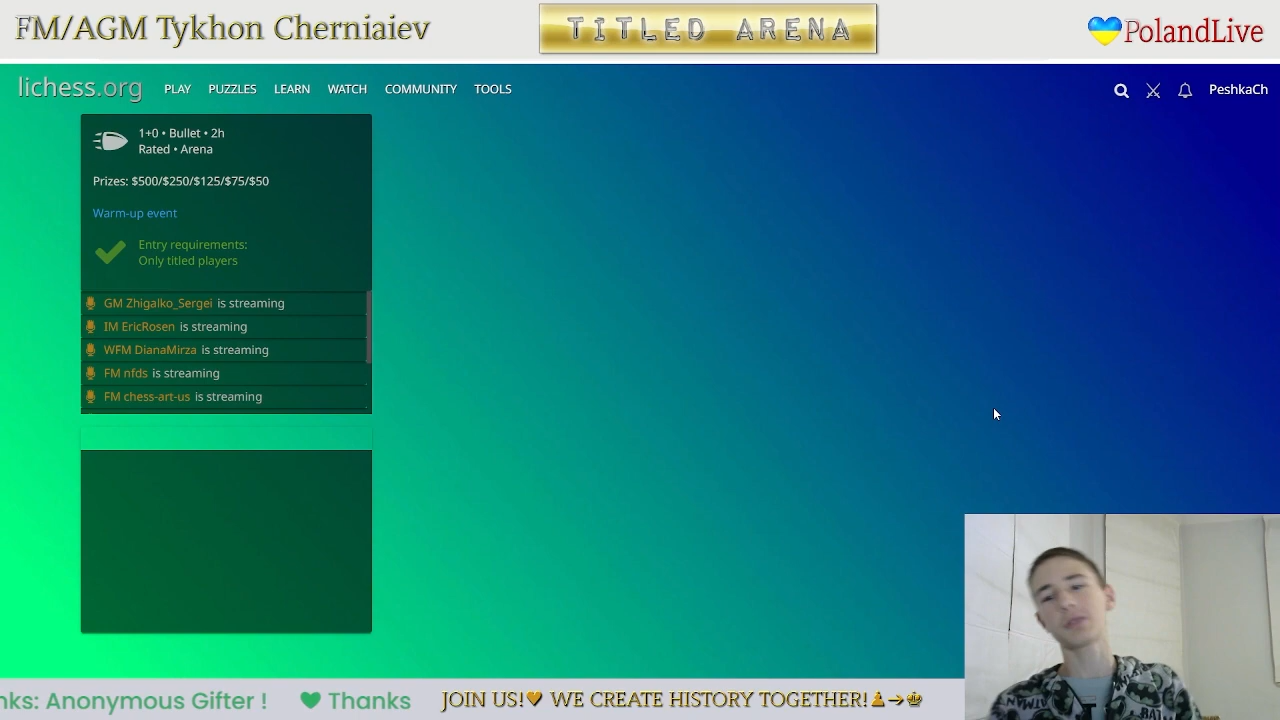 FM/AGM Tykhon Cherniaiev
TITLED ARENA
PolandLive
lichess.org PLAY PUZZLES LEARN WATCH COMMUNITY TOOLS PeshkaCh
1+0 • Bullet • 2h
Rated • Arena
Prizes: $500/$250/$125/$75/$50
Warm-up event
Entry requirements:
Only titled players
GM Zhigalko_Sergei is streaming
IM EricRosen is streaming
WFM DianaMirza is streaming
FM nfds is streaming
FM chess-art-us is streaming
nks: Anonymous Gifter ! Thanks JOIN US! WE CREATE HISTORY TOGETHER!